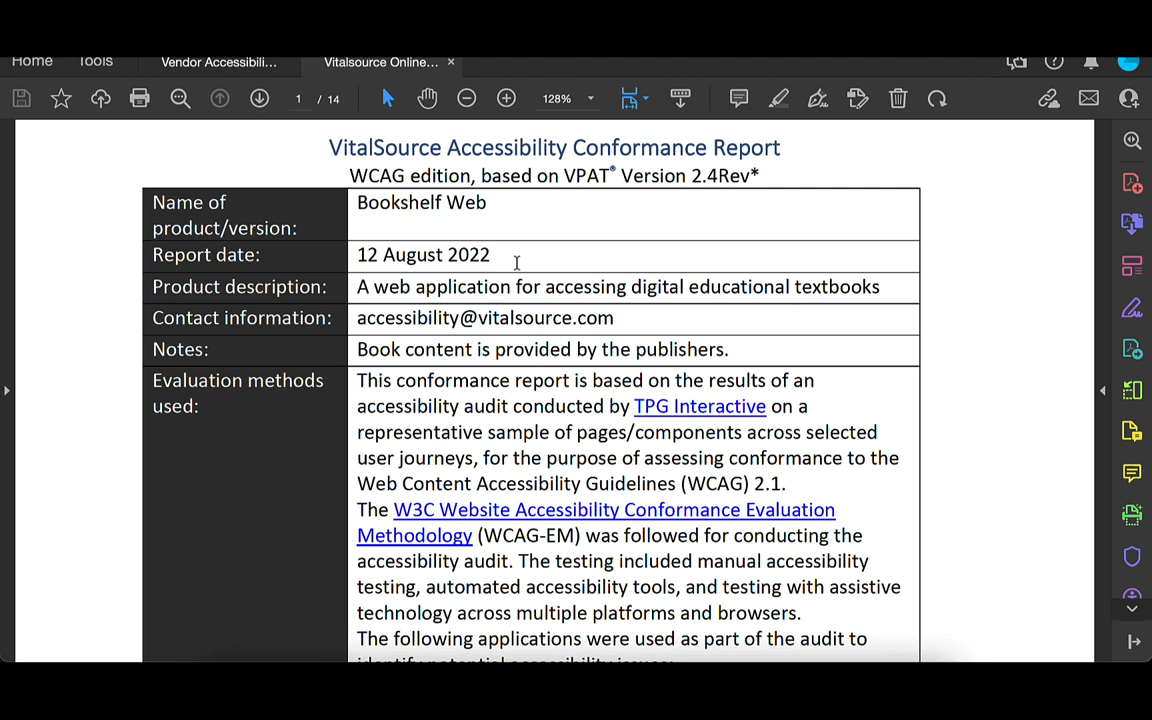 Home Tools Vendor Accessibili... Vitalsource Online... ×
1 / 14 128%
VitalSource Accessibility Conformance Report
WCAG edition, based on VPAT® Version 2.4Rev*
Name of product/version:
Bookshelf Web
Report date:
12 August 2022
Product description:
A web application for accessing digital educational textbooks
Contact information:
accessibility@vitalsource.com
Notes:
Book content is provided by the publishers.
Evaluation methods used:
This conformance report is based on the results of an
accessibility audit conducted by TPG Interactive on a
representative sample of pages/components across selected
user journeys, for the purpose of assessing conformance to the
Web Content Accessibility Guidelines (WCAG) 2.1.
The W3C Website Accessibility Conformance Evaluation
Methodology (WCAG-EM) was followed for conducting the
accessibility audit. The testing included manual accessibility
testing, automated accessibility tools, and testing with assistive
technology across multiple platforms and browsers.
The following applications were used as part of the audit to